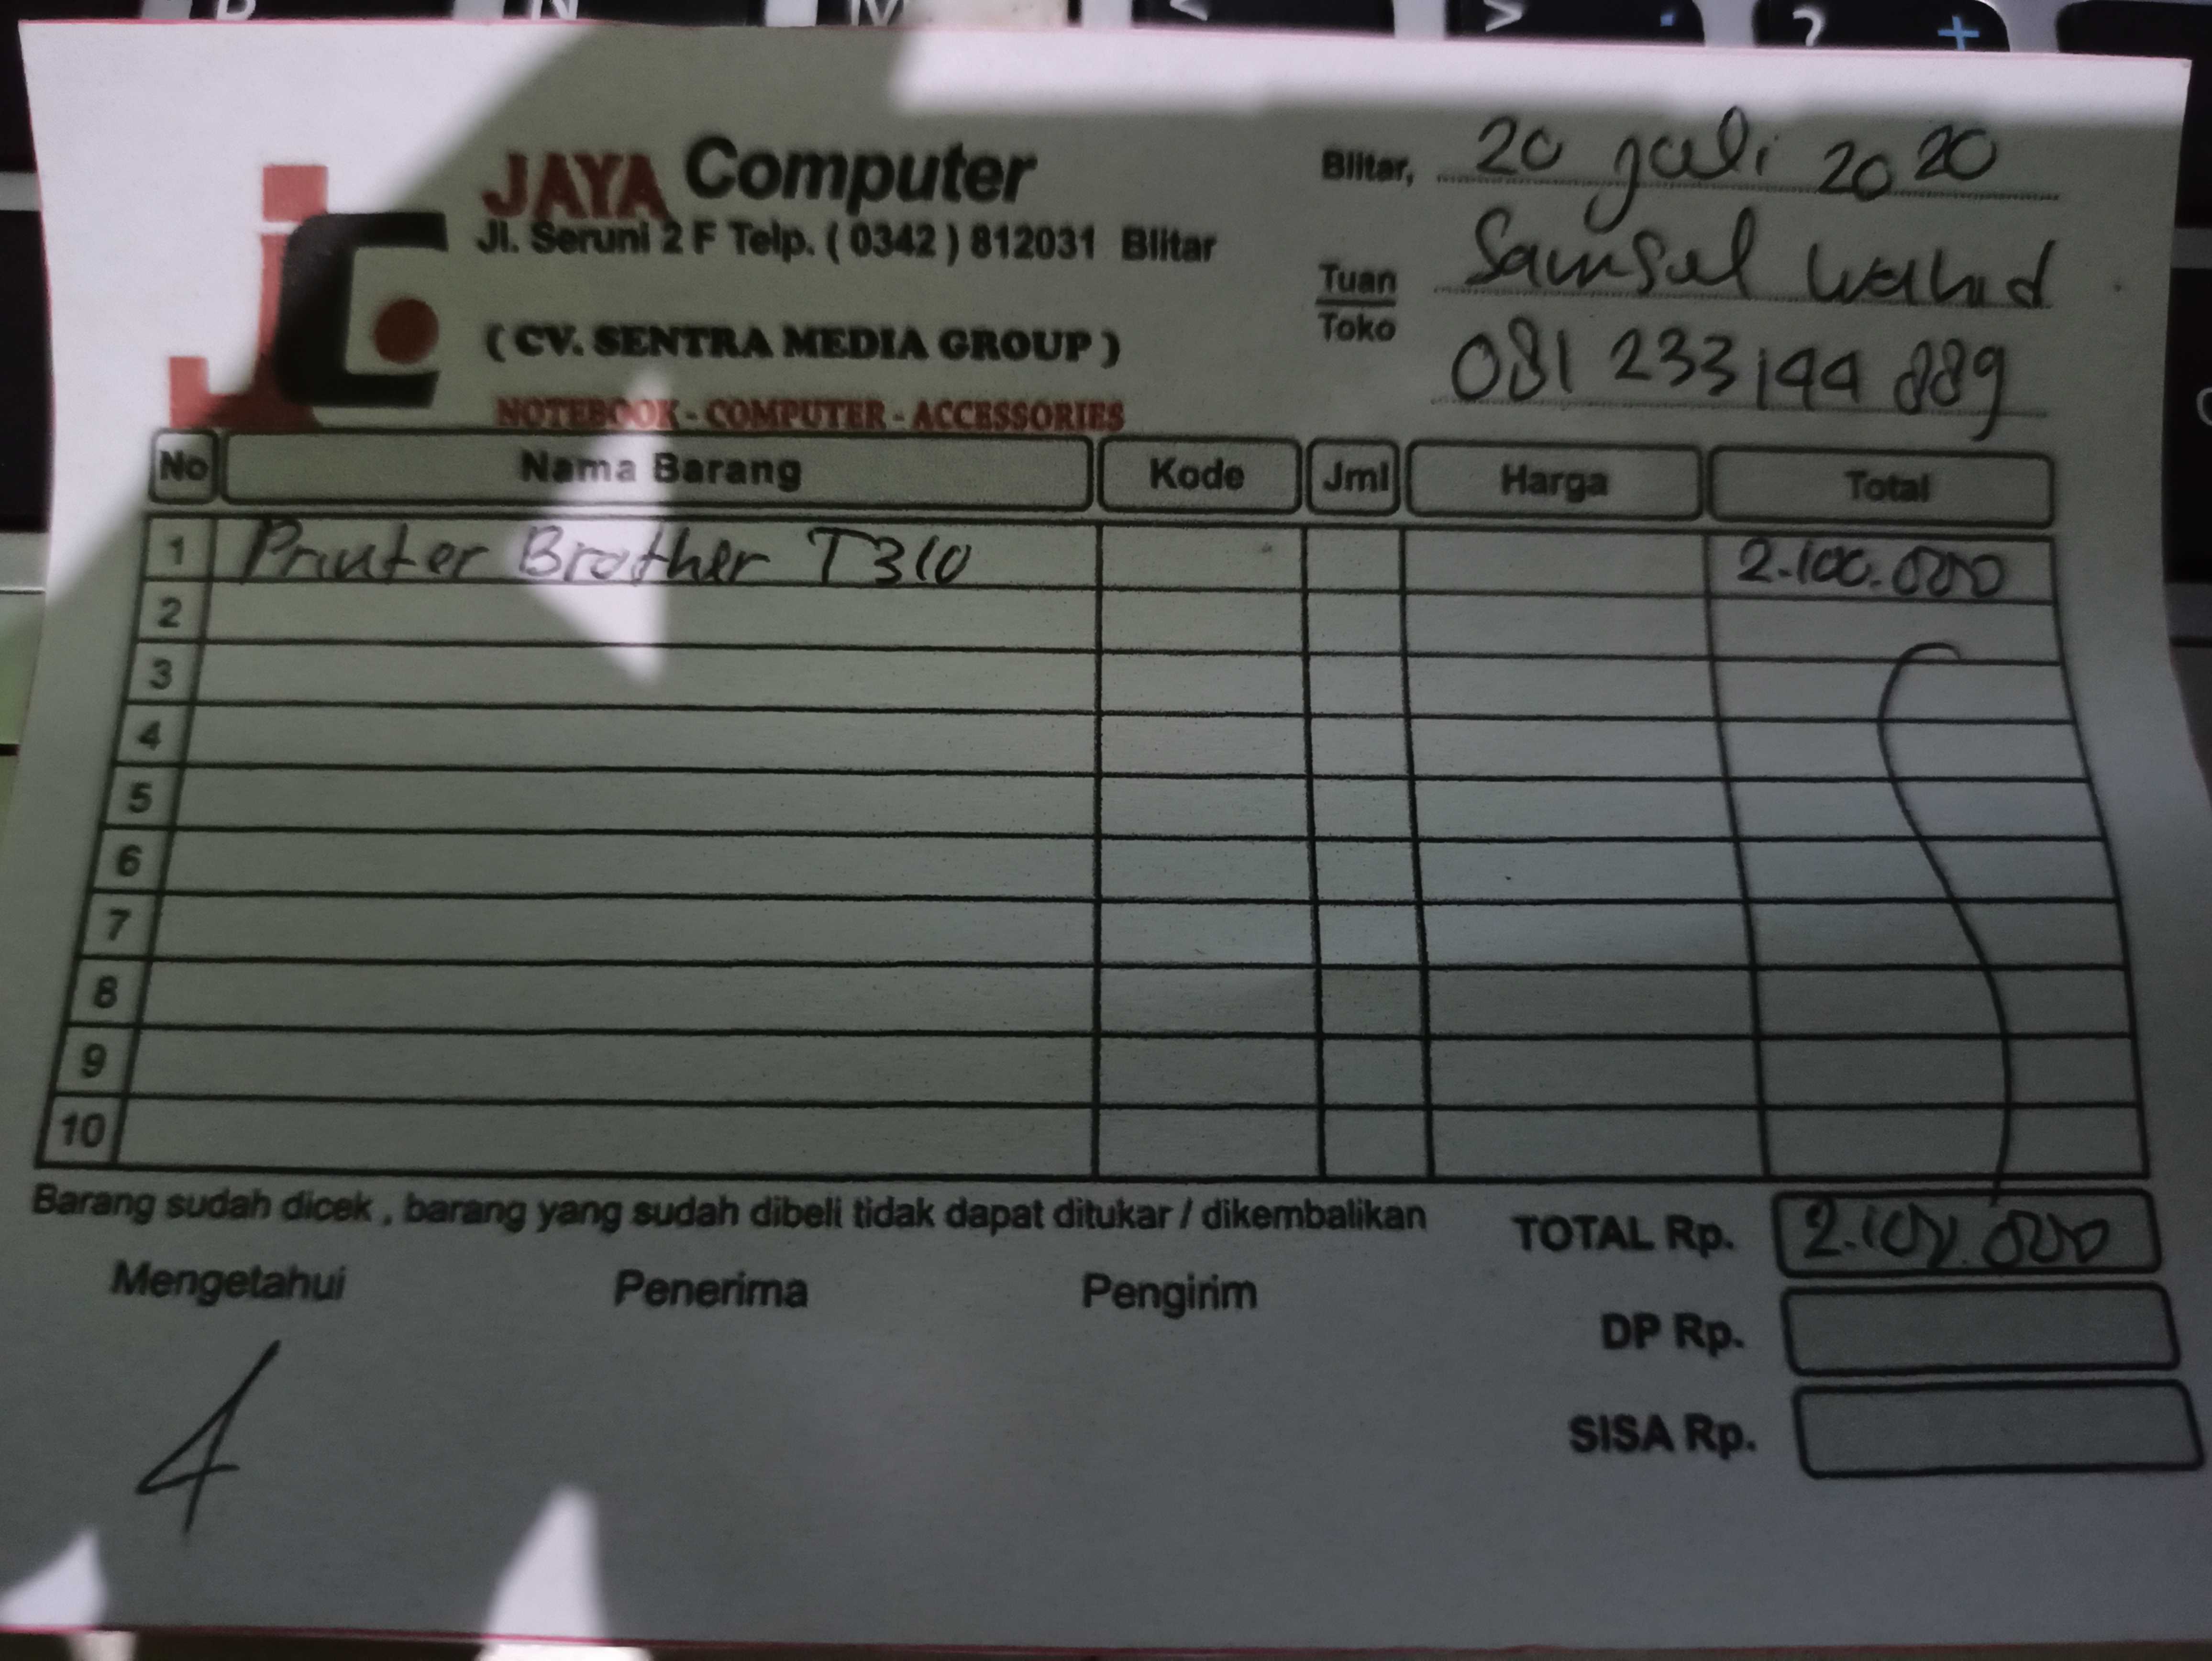 JAYA Computer
Jl. Seruni 2 F Telp. ( 0342 ) 812031 Blitar
( CV. SENTRA MEDIA GROUP )
NOTEBOOK - COMPUTER - ACCESSORIES
Blitar, 20 Juli 2020
Tuan
Toko
Samsul Wahid
081 233 144 889
No Nama Barang Kode Jml Harga Total
1 Printer Brother T310 2.100.000
2
3
4
5
6
7
8
9
10
Barang sudah dicek , barang yang sudah dibeli tidak dapat ditukar / dikembalikan
TOTAL Rp. 2.100.000
Mengetahui Penerima Pengirim
DP Rp.
SISA Rp.